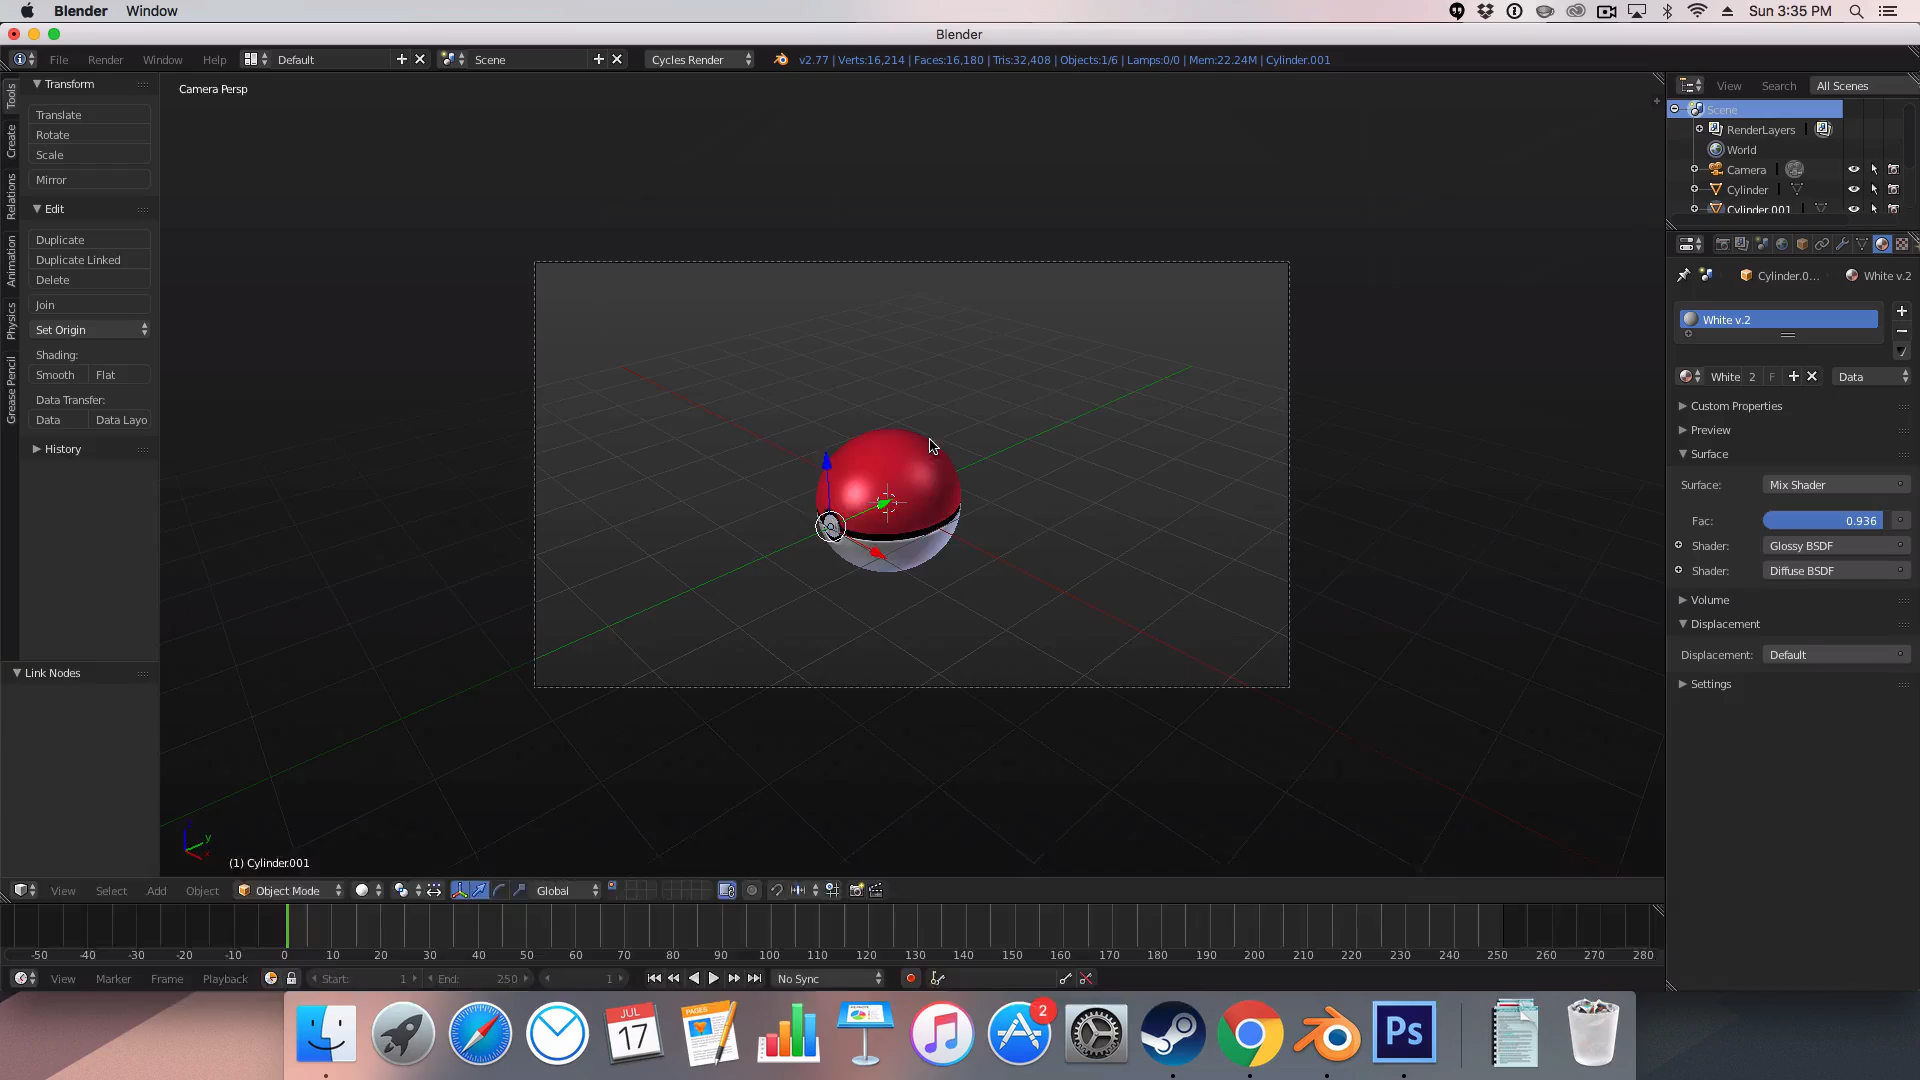 Blender Window Sun 3:35 PM
Blender
File Render Window Help Default Scene Cycles Render v2.77 | Verts:16,214 | Faces:16,180 | Tris:32,408 | Objects:1/6 | Lamps:0/0 | Mem:22.24M | Cylinder.001
Tools
Create
Relations
Animation
Physics
Grease Pencil
Transform
Translate
Rotate
Scale
Mirror
Edit
Duplicate
Duplicate Linked
Delete
Join
Set Origin
Shading:
Smooth Flat
Data Transfer:
Data Data Layo
History
Link Nodes
Camera Persp
(1) Cylinder.001
View Search All Scenes
Scene
RenderLayers
World
Camera
Cylinder
Cylinder.001
Cylinder.0... White v.2
White v.2
White 2 F Data
Custom Properties
Preview
Surface
Surface: Mix Shader
Fac: 0.936
Shader: Glossy BSDF
Shader: Diffuse BSDF
Volume
Displacement
Displacement: Default
Settings
View Select Add Object Object Mode Global
-50 -40 -30 -20 -10 0 10 20 30 40 50 60 70 80 90 100 110 120 130 140 150 160 170 180 190 200 210 220 230 240 250 260 270 280
View Marker Frame Playback Start: 1 End: 250 1 No Sync
JUL
17
PAGES
KEYNOTE
2
Ps